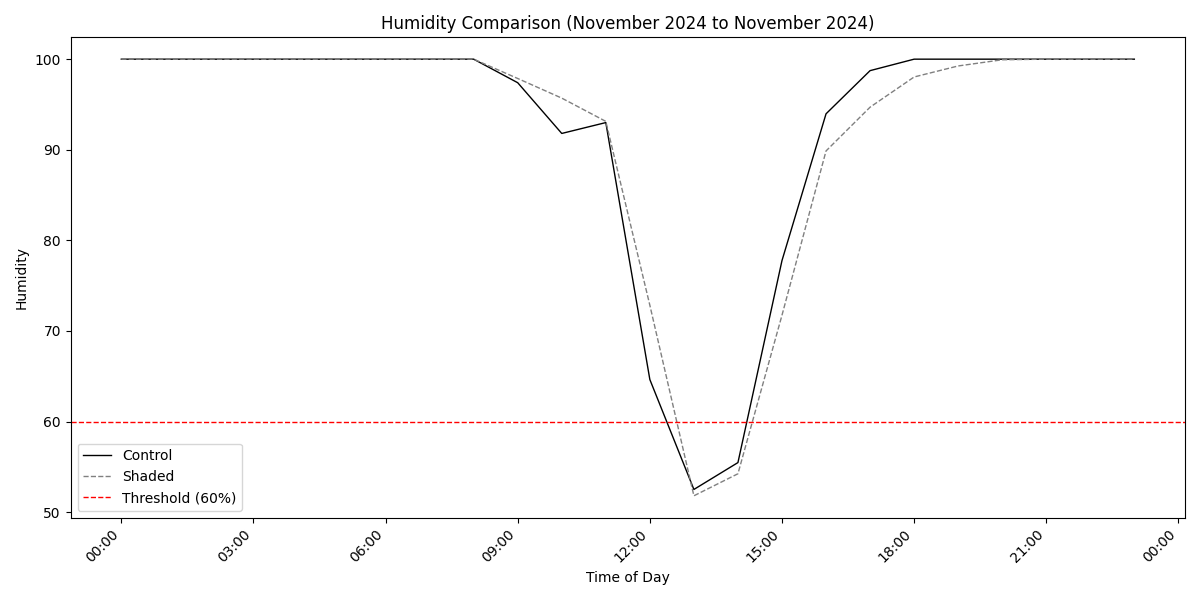 Humidity Comparison (November 2024 to November 2024)
Humidity
100
90
80
70
60
50
Control
Shaded
Threshold (60%)
00:00
03:00
06:00
09:00
12:00
15:00
18:00
21:00
00:00
Time of Day